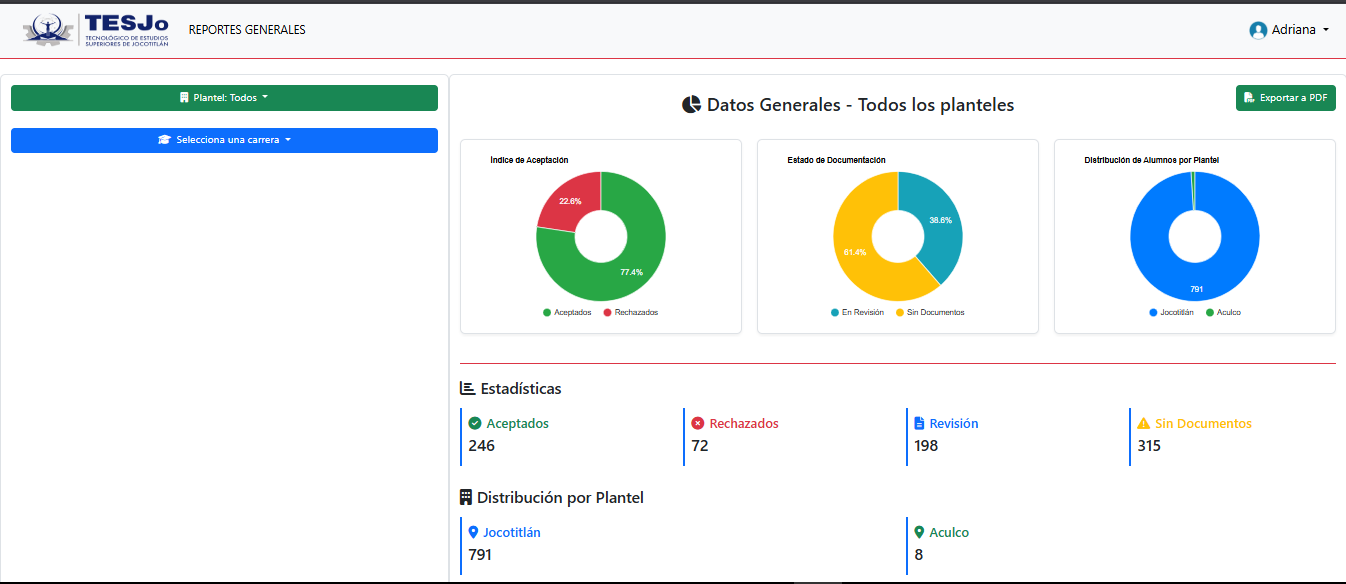 TESJo
TECNOLÓGICO DE ESTUDIOS
SUPERIORES DE JOCOTITLÁN
REPORTES GENERALES
Adriana
Plantel: Todos
Selecciona una carrera
Datos Generales - Todos los planteles
Exportar a PDF
Índice de Aceptación
22.6%
77.4%
Aceptados Rechazados
Estado de Documentación
38.6%
61.4%
En Revisión Sin Documentos
Distribución de Alumnos por Plantel
791
Jocotitlán Aculco
Estadísticas
Aceptados
246
Rechazados
72
Revisión
198
Sin Documentos
315
Distribución por Plantel
Jocotitlán
791
Aculco
8